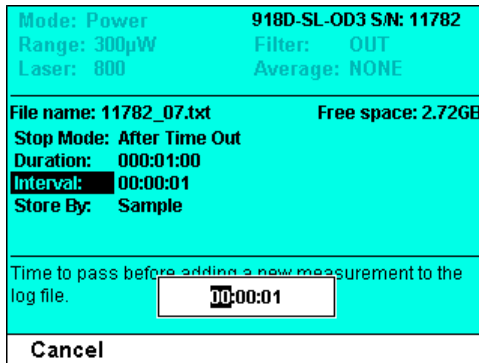 Mode: Power 918D-SL-OD3 S/N: 11782
Range: 300µW Filter: OUT
Laser: 800 Average: NONE
File name: 11782_07.txt Free space: 2.72GB
Stop Mode: After Time Out
Duration: 000:01:00
Interval: 00:00:01
Store By: Sample
Time to pass before adding a new measurement to the
log file.
00:00:01
Cancel